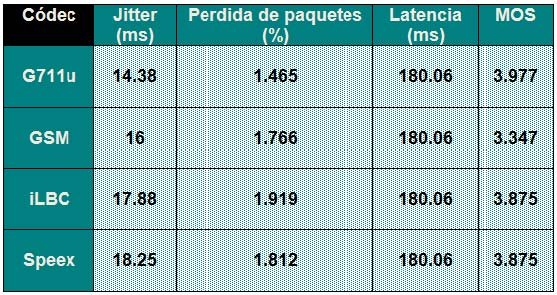 Códec Jitter (ms) Perdida de paquetes (%) Latencia (ms) MOS
G711u 14.38 1.465 180.06 3.977
GSM 16 1.766 180.06 3.347
iLBC 17.88 1.919 180.06 3.875
Speex 18.25 1.812 180.06 3.875